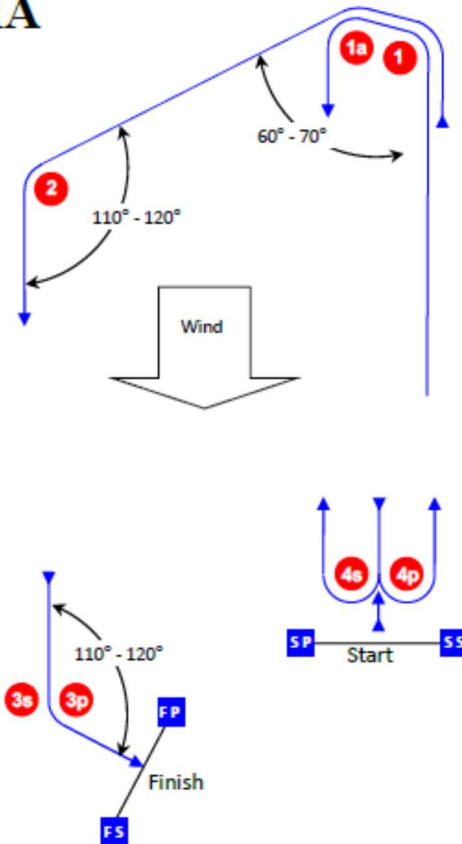 1a 1
60° - 70°
2
110° - 120°
Wind
4s 4p
SP SS
Start
110° - 120°
3s 3p
FP
Finish
FS